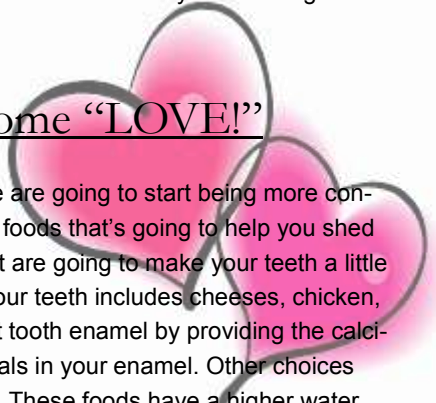 ome “LOVE!”
e are going to start being more con-
foods that’s going to help you shed
t are going to make your teeth a little
our teeth includes cheeses, chicken,
t tooth enamel by providing the calci-
als in your enamel. Other choices
. These foods have a higher water